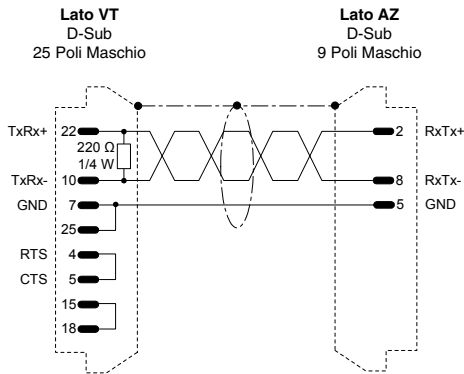 Lato VT
D-Sub
25 Poli Maschio
Lato AZ
D-Sub
9 Poli Maschio
TxRx+ 22
2 RxTx+
220 Ω
1/4 W
TxRx- 10
8 RxTx-
GND 7
5 GND
25
RTS 4
CTS 5
15
18